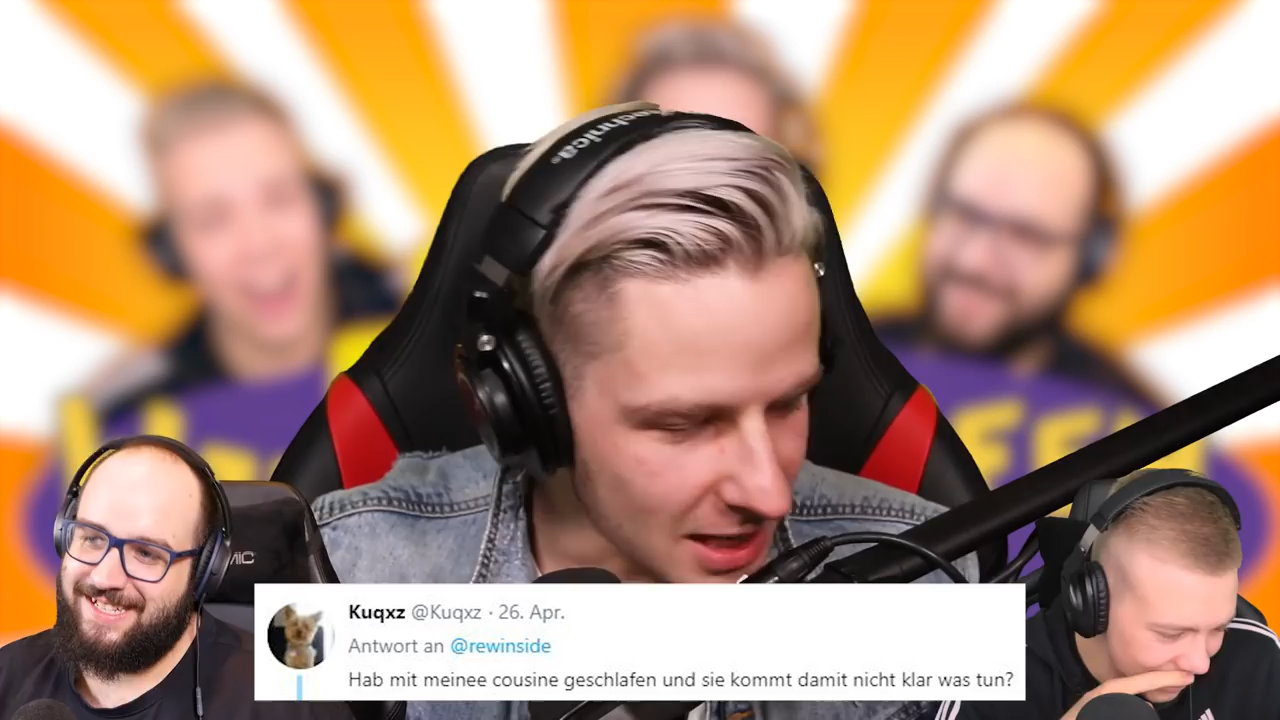 technica®
Kuqxz @Kuqxz · 26. Apr.
Antwort an @rewinside
Hab mit meinee cousine geschlafen und sie kommt damit nicht klar was tun?